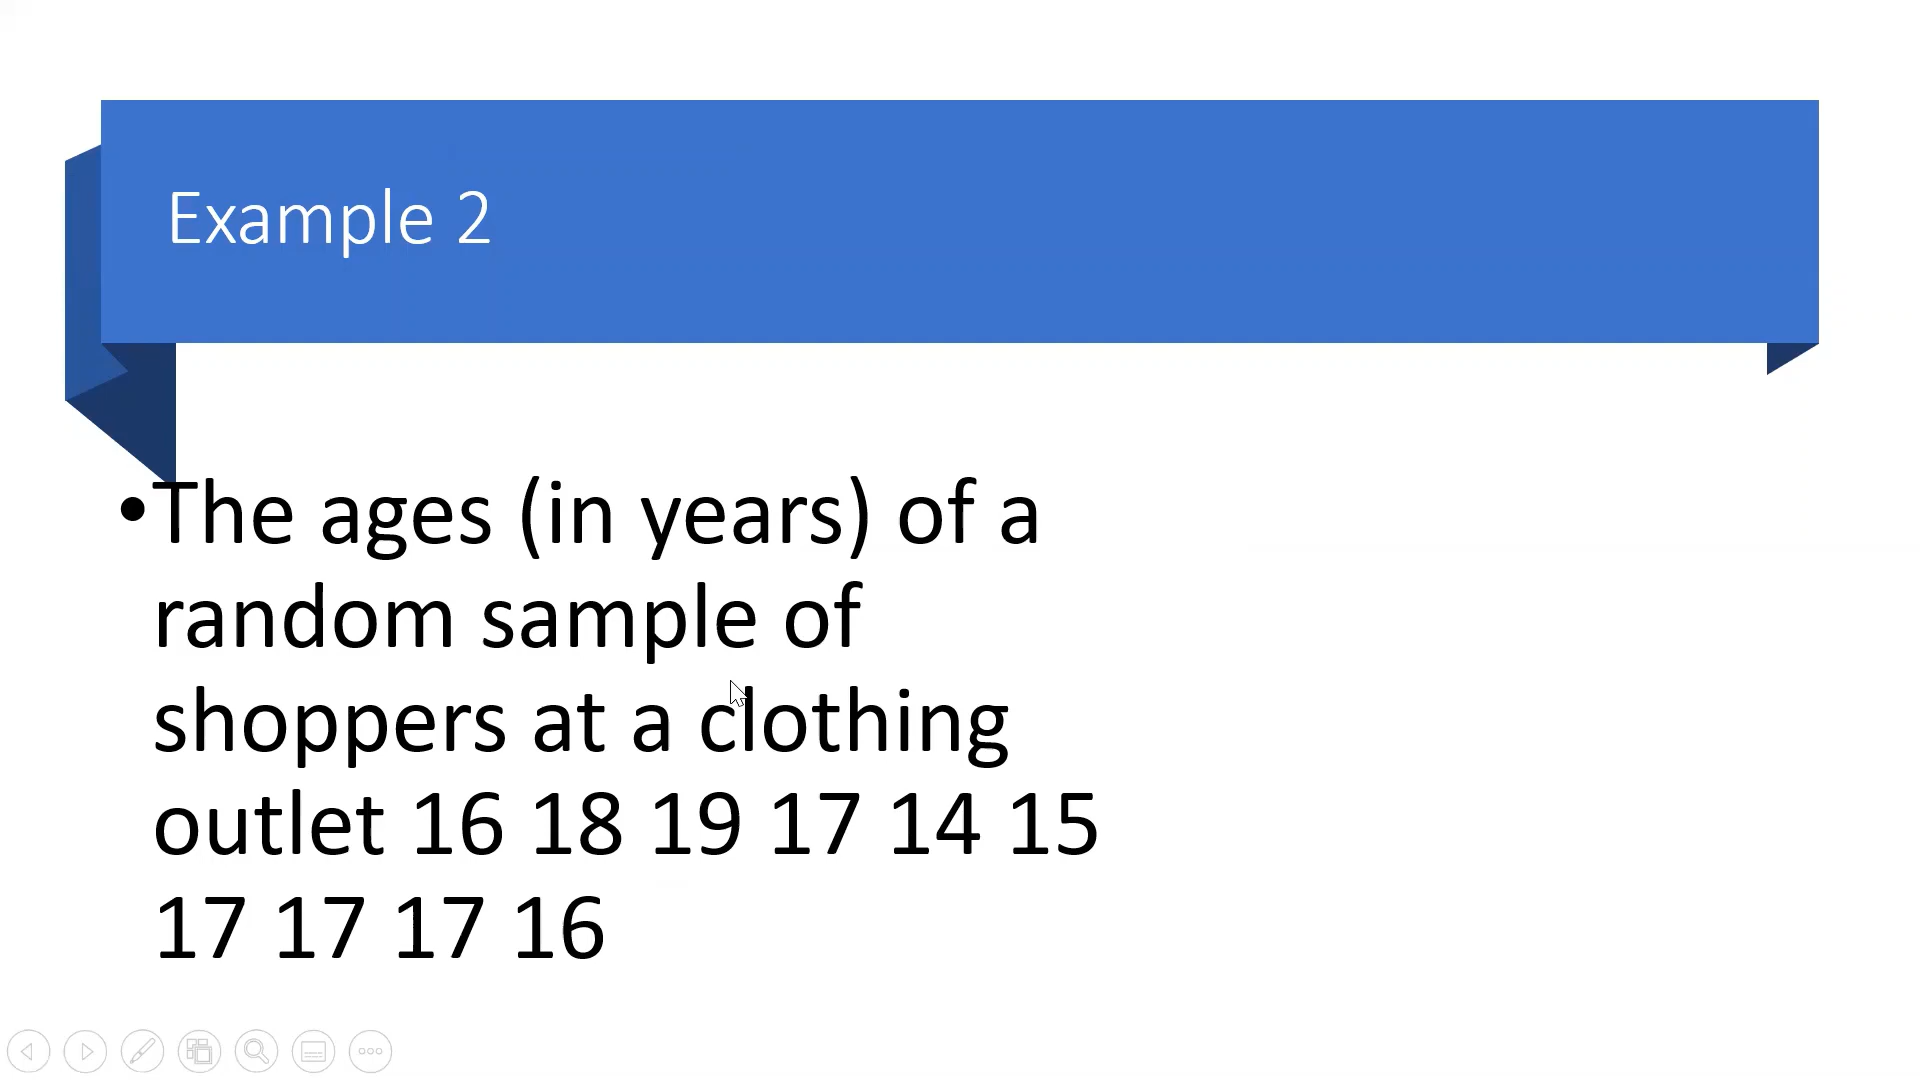 Example 2
•The ages (in years) of a
random sample of
shoppers at a clothing
outlet 16 18 19 17 14 15
17 17 17 16